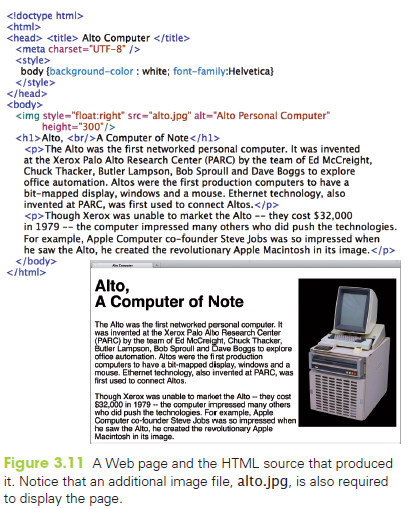 <!doctype html>
<html>
<head> <title> Alto Computer </title>
<meta charset="UTF-8" />
<style>
body {background-color : white; font-family:Helvetica}
</style>
</head>
<body>
<img style="float:right" src="alto.jpg" alt="Alto Personal Computer"
height="300"/>
<h1>Alto, <br/>A Computer of Note</h1>
<p>The Alto was the first networked personal computer. It was invented
at the Xerox Palo Alto Research Center (PARC) by the team of Ed McCreight,
Chuck Thacker, Butler Lampson, Bob Sproull and Dave Boggs to explore
office automation. Altos were the first production computers to have a
bit-mapped display, windows and a mouse. Ethernet technology, also
invented at PARC, was first used to connect Altos.</p>
<p>Though Xerox was unable to market the Alto -- they cost $32,000
in 1979 -- the computer impressed many others who did push the technologies.
For example, Apple Computer co-founder Steve Jobs was so impressed when
he saw the Alto, he created the revolutionary Apple Macintosh in its image.</p>
</body>
</html>
Alto Computer
Alto,
A Computer of Note
The Alto was the first networked personal computer. It
was invented at the Xerox Palo Alto Research Center
(PARC) by the team of Ed McCreight, Chuck Thacker,
Butler Lampson, Bob Sproull and Dave Boggs to explore
office automation. Altos were the first production
computers to have a bit-mapped display, windows and a
mouse. Ethernet technology, also invented at PARC, was
first used to connect Altos.
Though Xerox was unable to market the Alto -- they cost
$32,000 in 1979 -- the computer impressed many others
who did push the technologies. For example, Apple
Computer co-founder Steve Jobs was so impressed when
he saw the Alto, he created the revolutionary Apple
Macintosh in its image.
Figure 3.11 A Web page and the HTML source that produced
it. Notice that an additional image file, alto.jpg, is also required
to display the page.